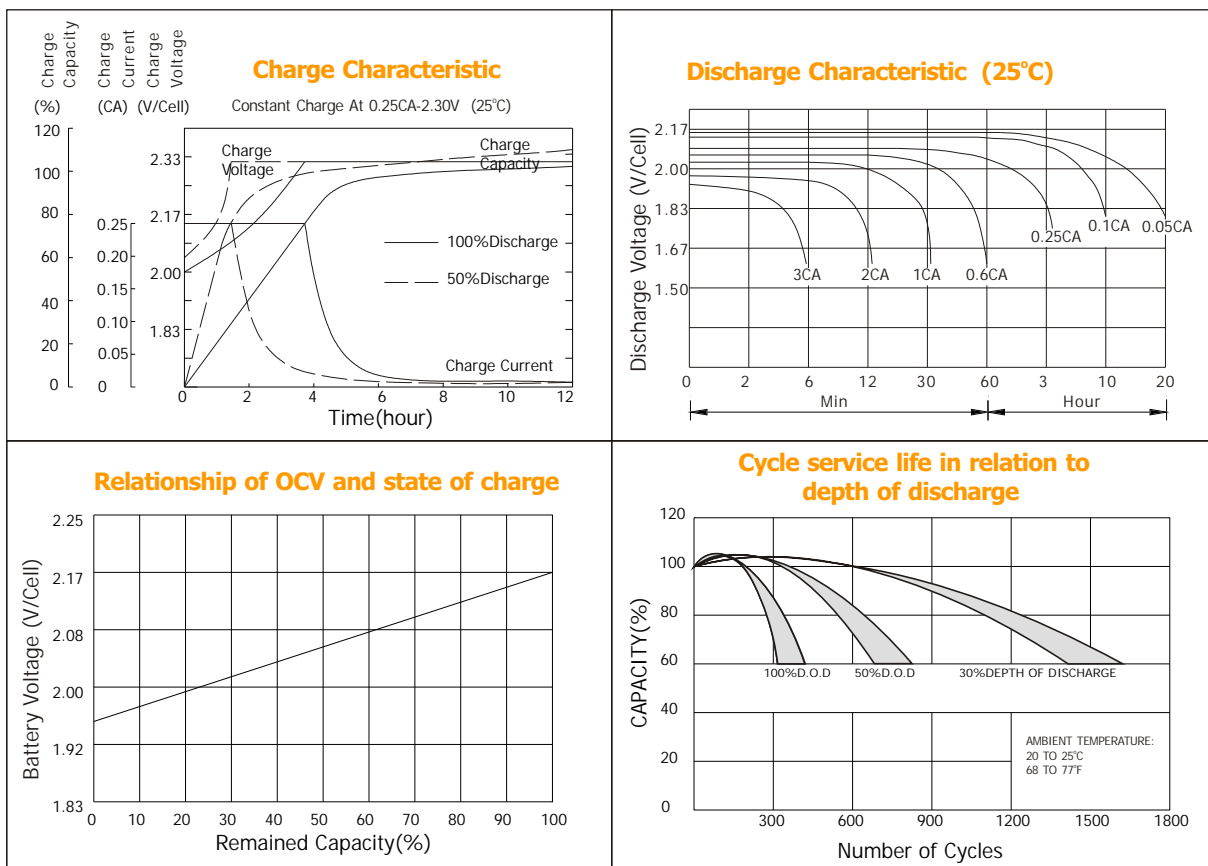 Charge Capacity
Charge Current
Charge Voltage
(%)
(CA)
(V/Cell)
Charge Characteristic
Constant Charge At 0.25CA-2.30V (25°C)
120
100
80
60
40
20
0
0.25
0.20
0.15
0.10
0.05
0
2.33
2.17
2.00
1.83
Charge Voltage
Charge Capacity
100%Discharge
50%Discharge
Charge Current
0 2 4 6 8 10 12
Time(hour)
Discharge Characteristic (25°C)
Discharge Voltage (V/Cell)
2.17
2.00
1.83
1.67
1.50
3CA
2CA
1CA
0.6CA
0.25CA
0.1CA
0.05CA
0 2 6 12 30 60 3 10 20
Min
Hour
Relationship of OCV and state of charge
Battery Voltage (V/Cell)
2.25
2.17
2.08
2.00
1.92
1.83
0 10 20 30 40 50 60 70 80 90 100
Remained Capacity(%)
Cycle service life in relation to
depth of discharge
CAPACITY(%)
120
100
80
60
40
20
0
100%D.O.D
50%D.O.D
30%DEPTH OF DISCHARGE
AMBIENT TEMPERATURE:
20 TO 25°C
68 TO 77°F
300 600 900 1200 1500 1800
Number of Cycles